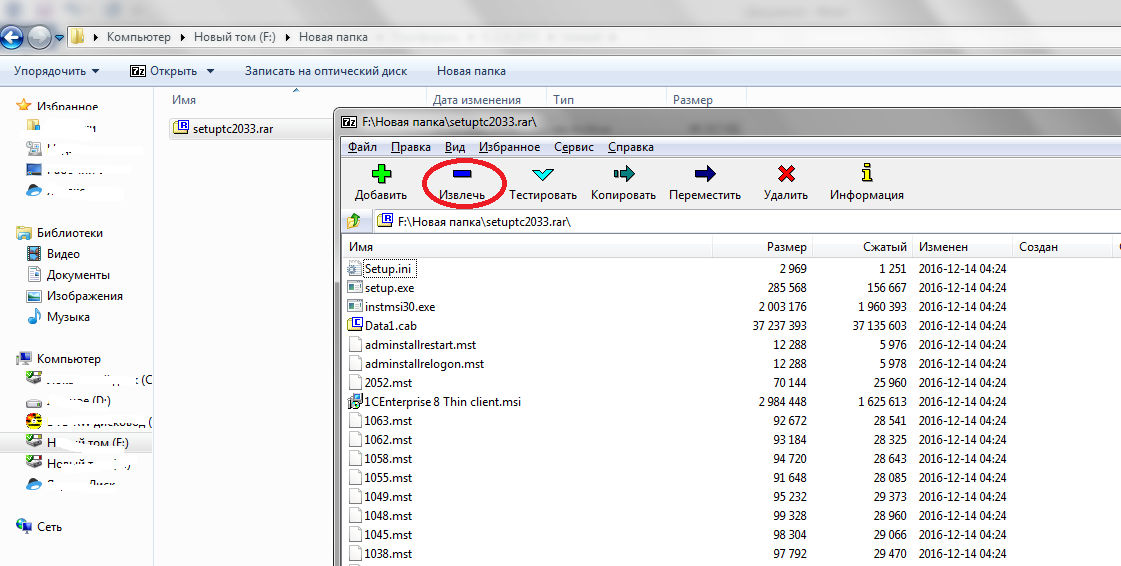 Компьютер Новый том (F:) Новая папка
Упорядочить Открыть Записать на оптический диск Новая папка
Избранное
Библиотеки
Видео
Документы
Изображения
Музыка
Компьютер
(D:)
том (F:)
Диск
Сеть
Имя Дата изменения Тип Размер
setuptc2033.rar
F:\Новая папка\setuptc2033.rar\
Файл Правка Вид Избранное Сервис Справка
Добавить Извлечь Тестировать Копировать Переместить Удалить Информация
F:\Новая папка\setuptc2033.rar\
Имя Размер Сжатый Изменен Создан
Setup.ini 2 969 1 251 2016-12-14 04:24
setup.exe 285 568 156 667 2016-12-14 04:24
instmsi30.exe 2 003 176 1 960 393 2016-12-14 04:24
Data1.cab 37 237 393 37 135 603 2016-12-14 04:24
adminstallrestart.mst 12 288 5 976 2016-12-14 04:24
adminstallrelogon.mst 12 288 5 978 2016-12-14 04:24
2052.mst 70 144 25 960 2016-12-14 04:24
1CEnterprise 8 Thin client.msi 2 984 448 1 625 613 2016-12-14 04:24
1063.mst 92 672 28 541 2016-12-14 04:24
1062.mst 93 184 28 325 2016-12-14 04:24
1058.mst 94 720 28 643 2016-12-14 04:24
1055.mst 91 648 28 085 2016-12-14 04:24
1049.mst 95 232 29 373 2016-12-14 04:24
1048.mst 99 328 28 960 2016-12-14 04:24
1045.mst 98 304 29 066 2016-12-14 04:24
1038.mst 97 792 29 470 2016-12-14 04:24